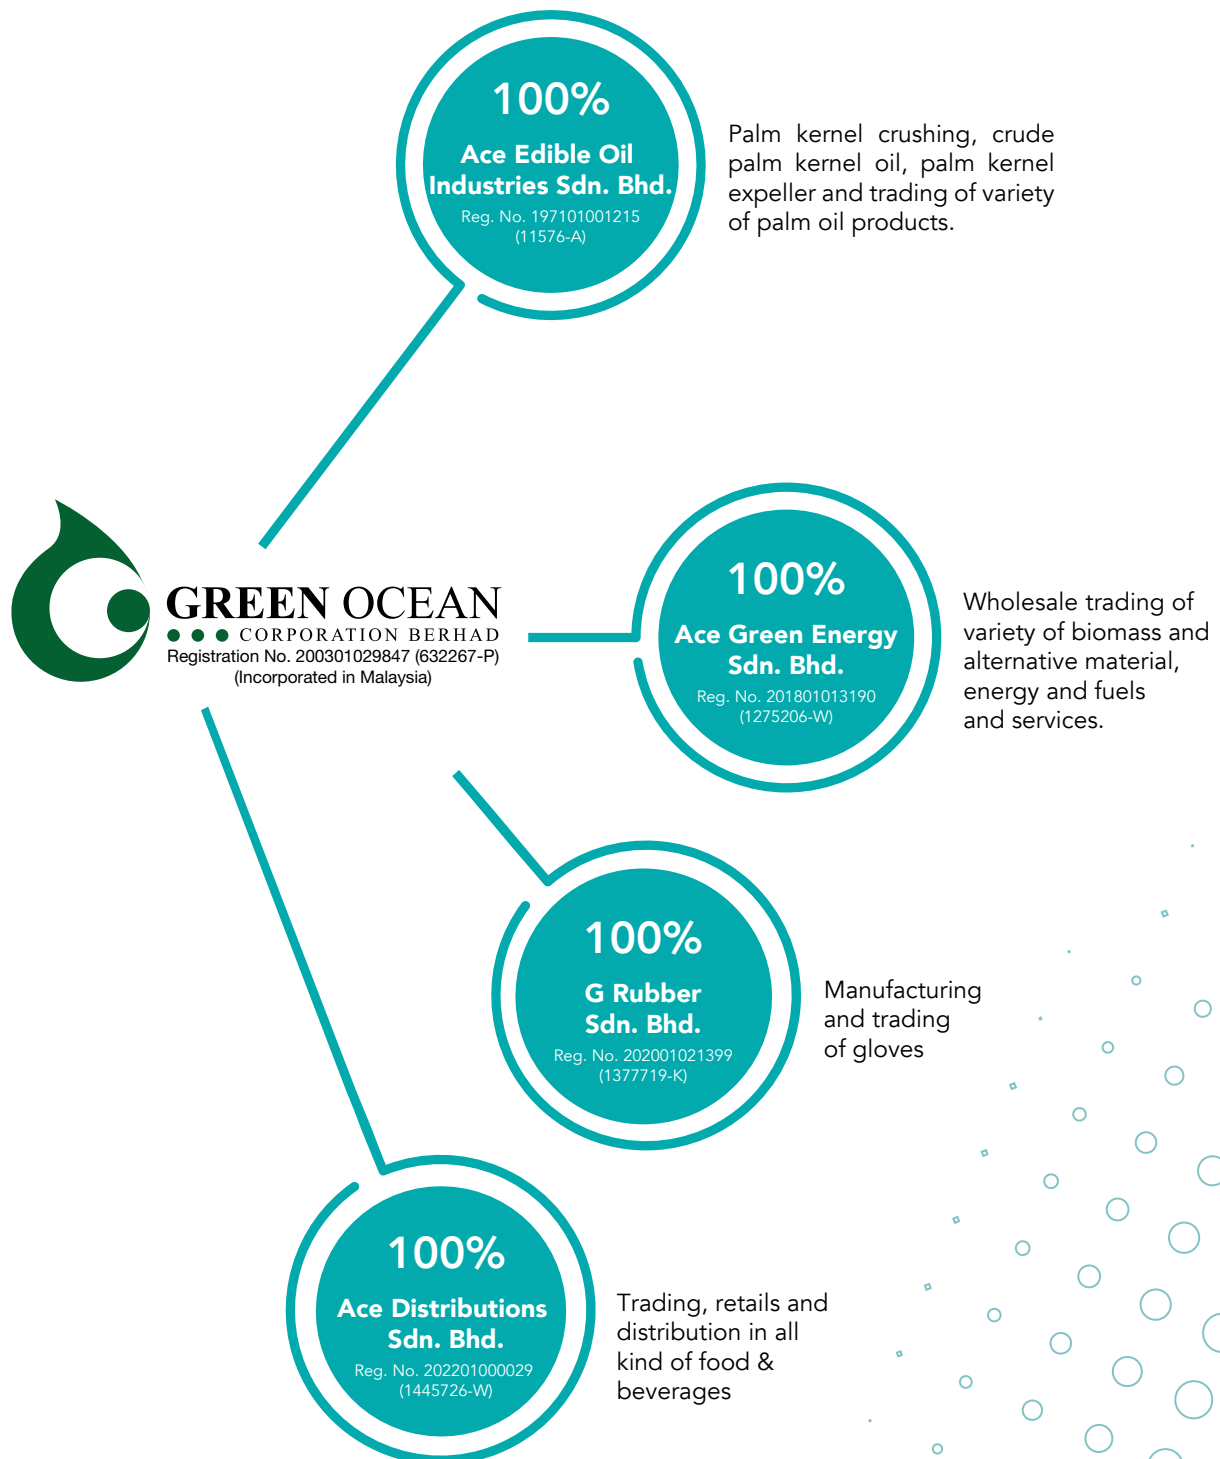 100%
Ace Edible Oil
Industries Sdn. Bhd.
Reg. No. 197101001215
(11576-A)
Palm kernel crushing, crude
palm kernel oil, palm kernel
expeller and trading of variety
of palm oil products.
GREEN OCEAN
CORPORATION BERHAD
Registration No. 200301029847 (632267-P)
(Incorporated in Malaysia)
100%
Ace Green Energy
Sdn. Bhd.
Reg. No. 201801013190
(1275206-W)
Wholesale trading of
variety of biomass and
alternative material,
energy and fuels
and services.
100%
G Rubber
Sdn. Bhd.
Reg. No. 202001021399
(1377719-K)
Manufacturing
and trading
of gloves
100%
Ace Distributions
Sdn. Bhd.
Reg. No. 202201000029
(1445726-W)
Trading, retails and
distribution in all
kind of food &
beverages